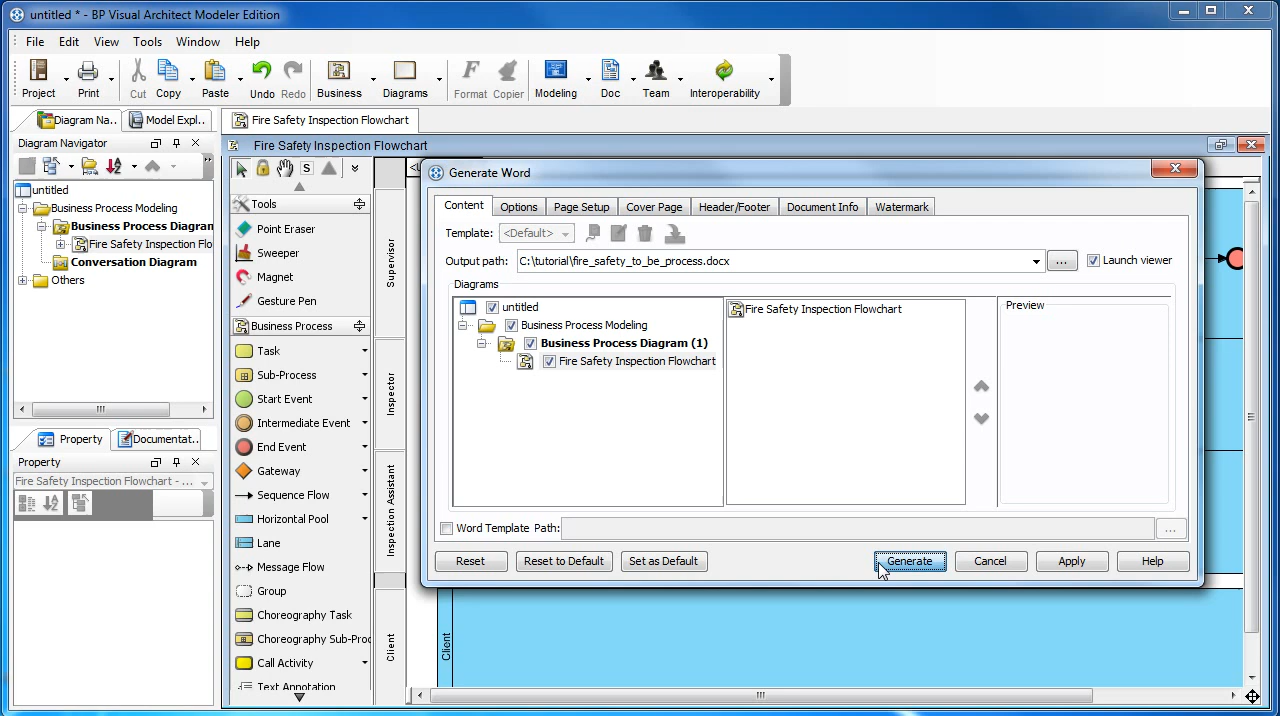 untitled * - BP Visual Architect Modeler Edition
File Edit View Tools Window Help
Project Print Cut Copy Paste Undo Redo Business Diagrams Format Copier Modeling Doc Team Interoperability
Diagram Na.. Model Expl..
Fire Safety Inspection Flowchart
Diagram Navigator
Fire Safety Inspection Flowchart
untitled
Business Process Modeling
Business Process Diagram
Fire Safety Inspection Flo
Conversation Diagram
Others
Property Documentat..
Property
Fire Safety Inspection Flowchart - ...
S
Tools
Point Eraser
Sweeper
Magnet
Gesture Pen
Business Process
Task
Sub-Process
Start Event
Intermediate Event
End Event
Gateway
Sequence Flow
Horizontal Pool
Lane
Message Flow
Group
Choreography Task
Choreography Sub-Proc
Call Activity
Text Annotation
Supervisor
Inspector
Inspection Assistant
Client
Client
Generate Word
Content Options Page Setup Cover Page Header/Footer Document Info Watermark
Template: <Default>
Output path: C:\tutorial\fire_safety_to_be_process.docx ... Launch viewer
Diagrams
untitled
Business Process Modeling
Business Process Diagram (1)
Fire Safety Inspection Flowchart
Fire Safety Inspection Flowchart
Preview
Word Template Path: ...
Reset Reset to Default Set as Default Generate Cancel Apply Help